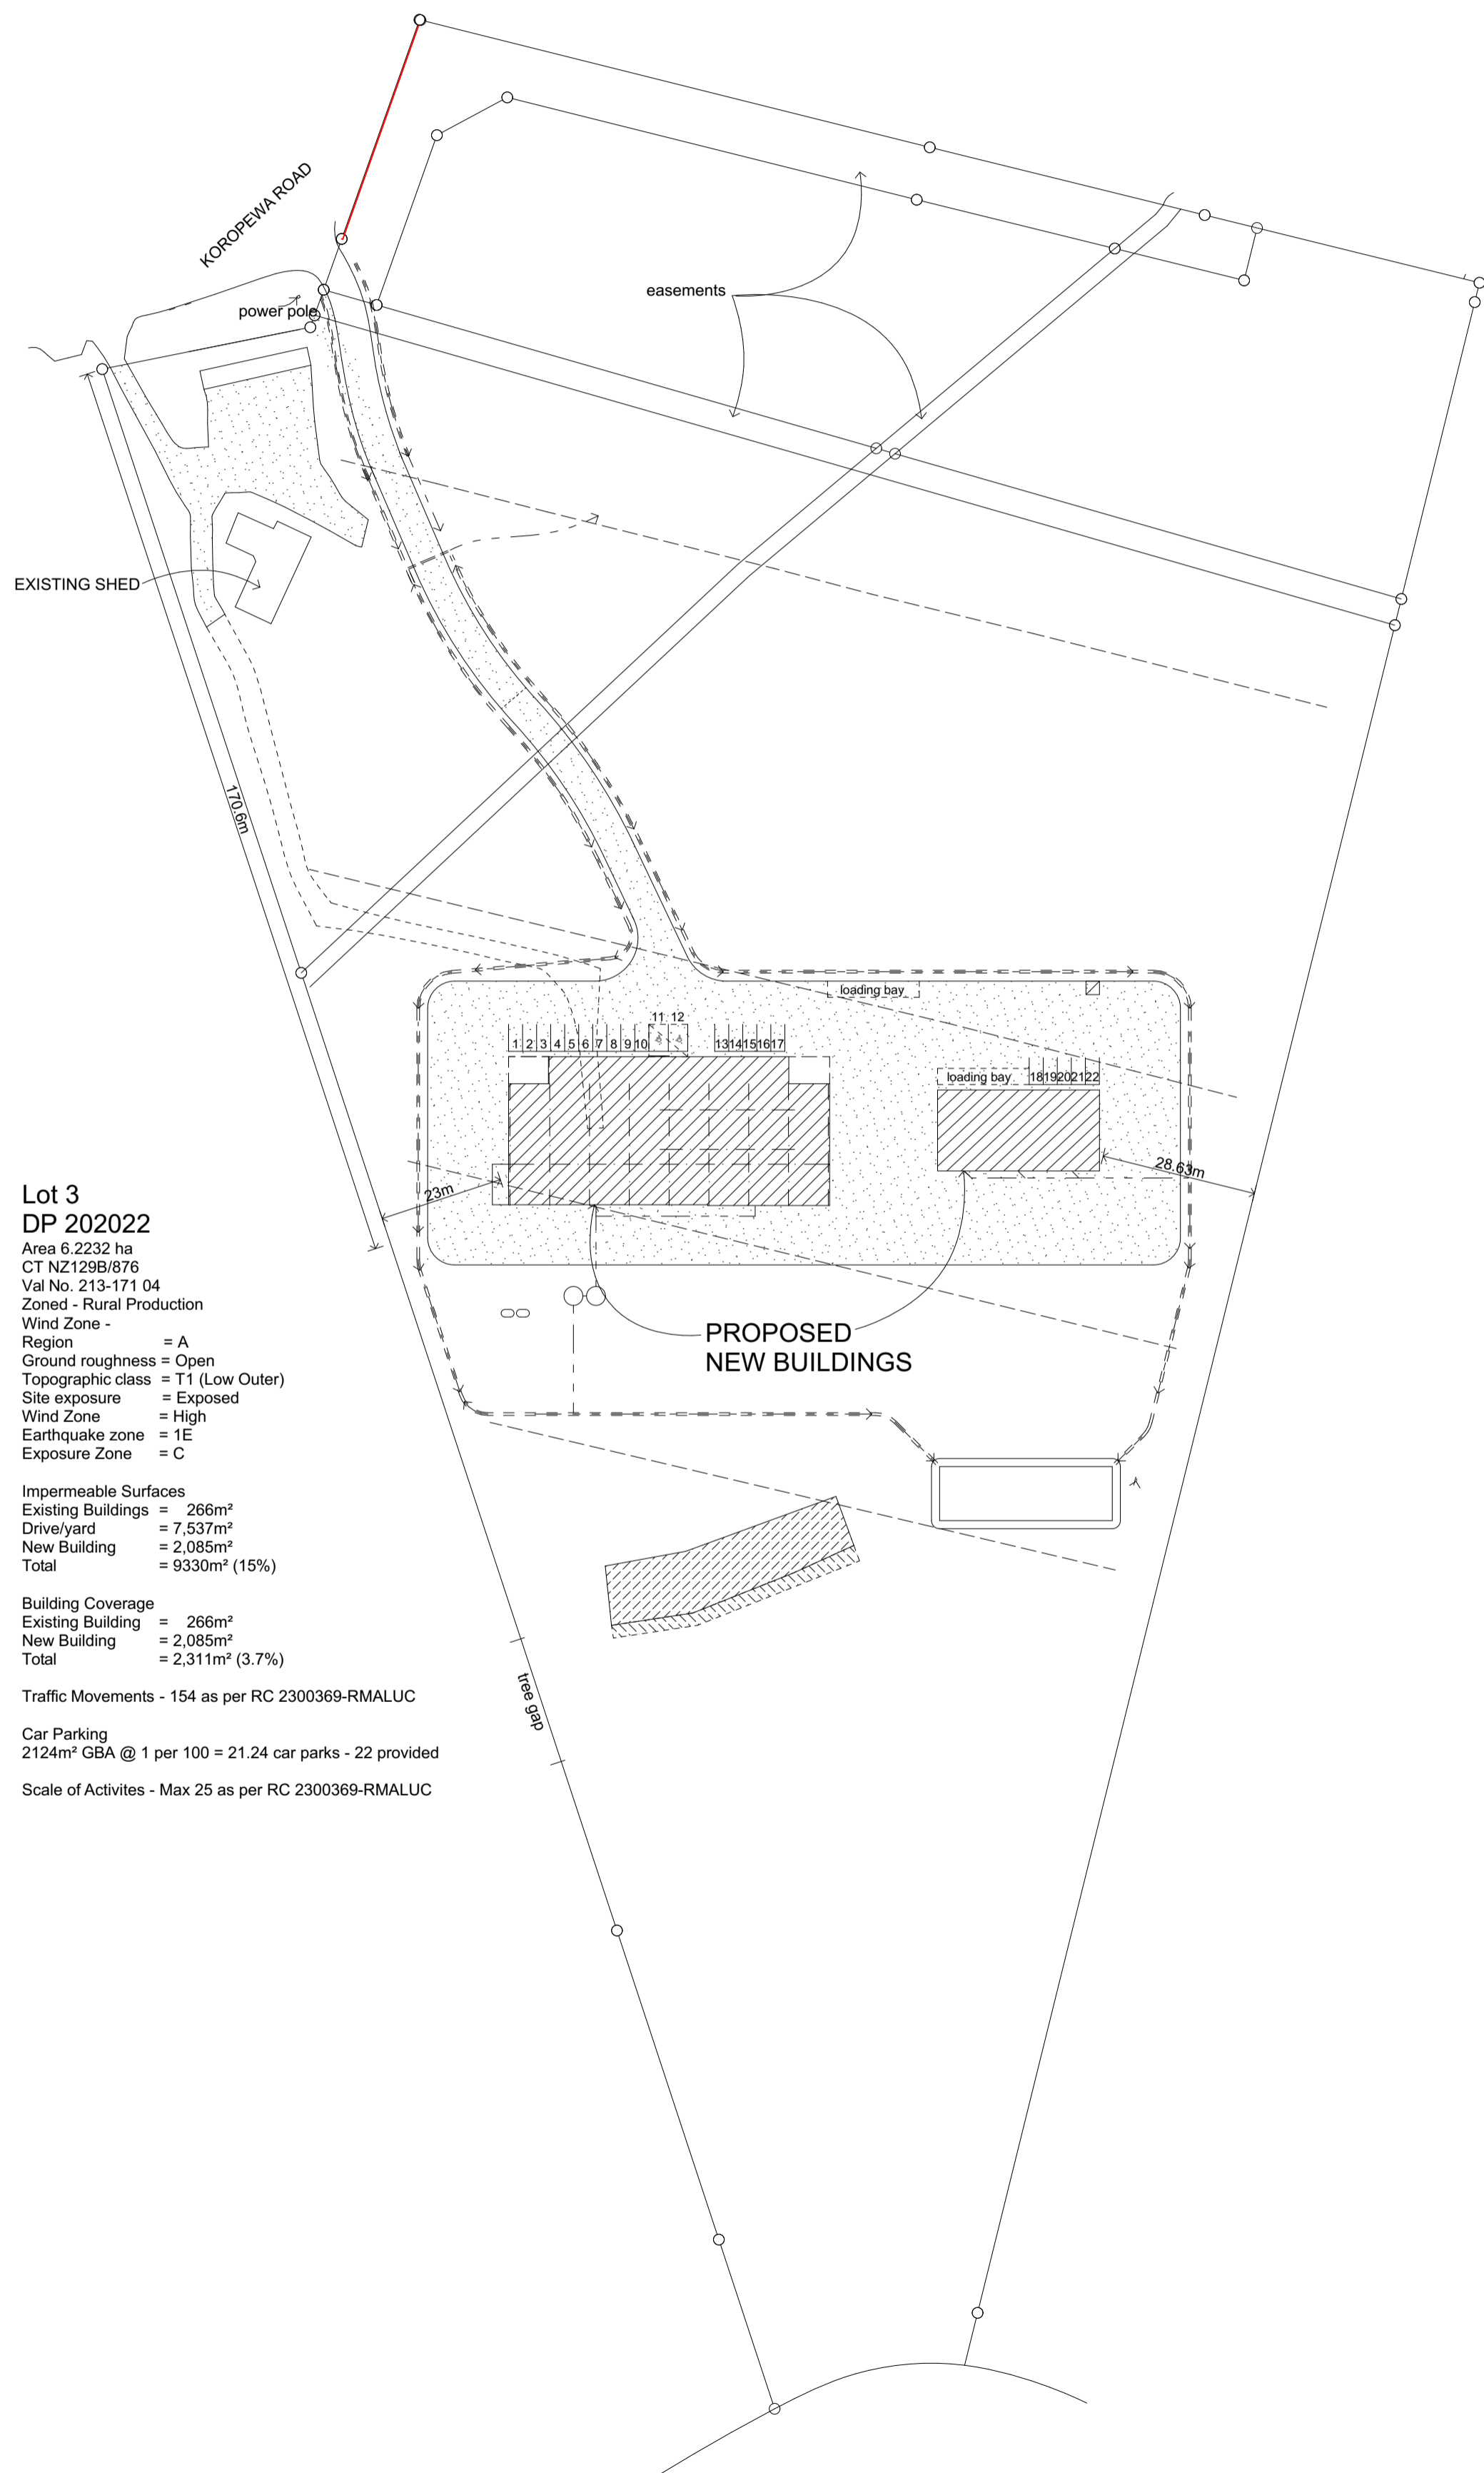 KOROPEWA ROAD
power pole
easements
EXISTING SHED
170.6m
loading bay
11 12
1 2 3 4 5 6 7 8 9 10
13 14 15 16 17
loading bay
18 19 20 21 22
23m
28.63m
Lot 3
DP 202022
Area 6.2232 ha
CT NZ129B/876
Val No. 213-171 04
Zoned - Rural Production
Wind Zone -
Region = A
Ground roughness = Open
Topographic class = T1 (Low Outer)
Site exposure = Exposed
Wind Zone = High
Earthquake zone = 1E
Exposure Zone = C
Impermeable Surfaces
Existing Buildings = 266m²
Drive/yard = 7,537m²
New Building = 2,085m²
Total = 9330m² (15%)
Building Coverage
Existing Building = 266m²
New Building = 2,085m²
Total = 2,311m² (3.7%)
Traffic Movements - 154 as per RC 2300369-RMALUC
Car Parking
2124m² GBA @ 1 per 100 = 21.24 car parks - 22 provided
Scale of Activites - Max 25 as per RC 2300369-RMALUC
PROPOSED
NEW BUILDINGS
tree gap